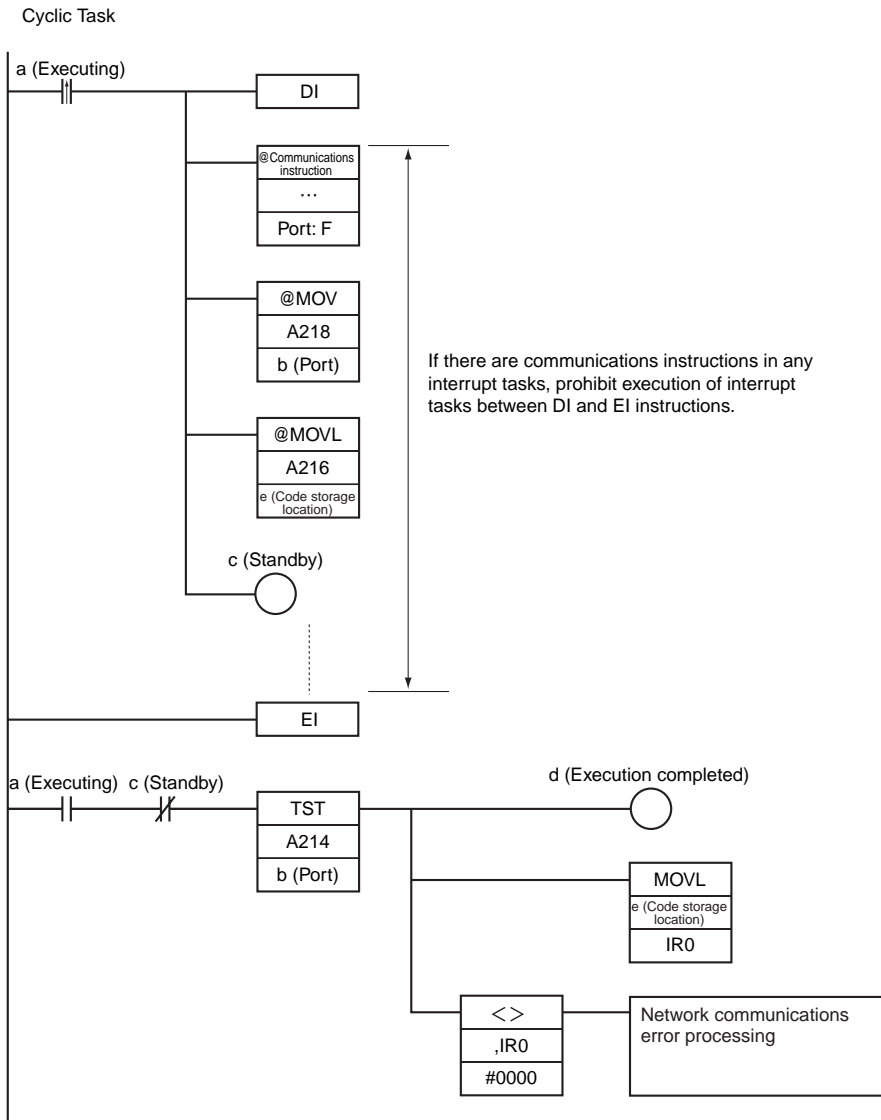 Cyclic Task
a (Executing)
DI
@Communications
instruction
...
Port: F
@MOV
A218
b (Port)
If there are communications instructions in any
interrupt tasks, prohibit execution of interrupt
tasks between DI and EI instructions.
@MOVL
A216
e (Code storage
location)
c (Standby)
EI
a (Executing) c (Standby)
d (Execution completed)
TST
A214
b (Port)
MOVL
e (Code storage
location)
IR0
<>
,IR0
#0000
Network communications
error processing